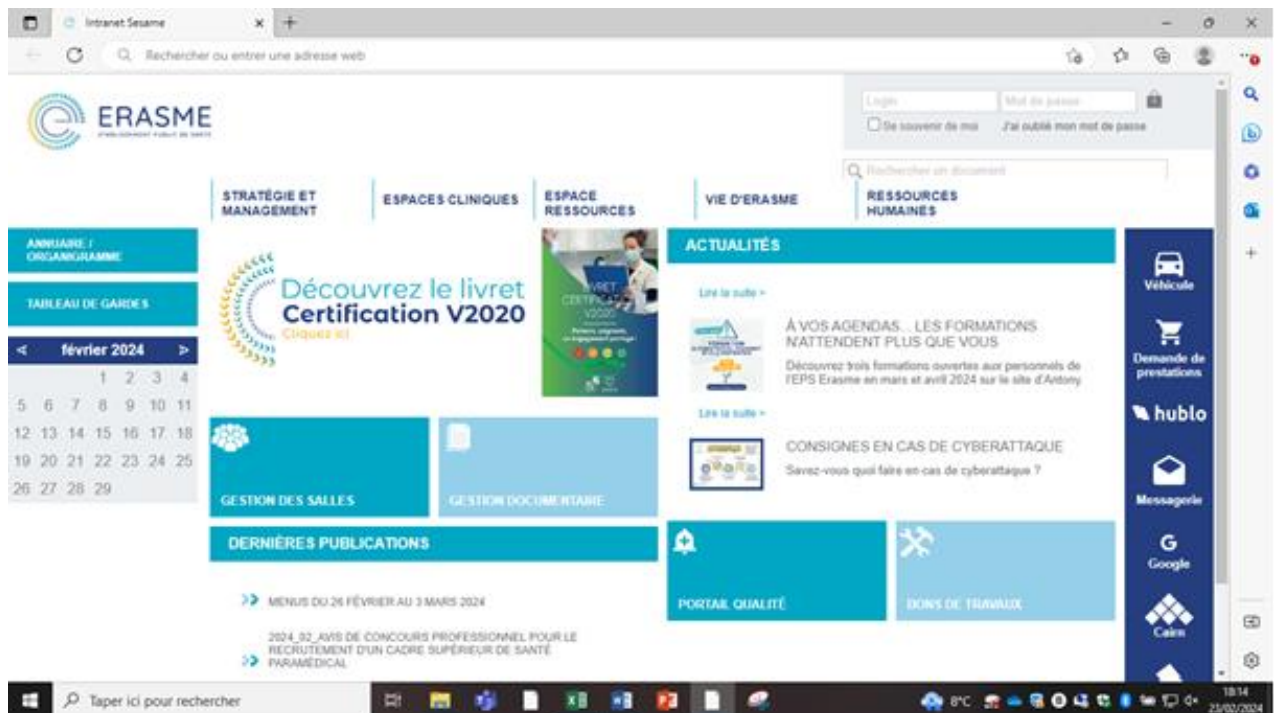 Intranet Sesame
Rechercher ou entrer une adresse web
ERASME
ÉTABLISSEMENT PUBLIC DE SANTÉ
Login
Mot de passe
Se souvenir de moi
J'ai oublié mon mot de passe
Rechercher un document
STRATÉGIE ET
MANAGEMENT
ESPACES CLINIQUES
ESPACE
RESSOURCES
VIE D'ERASME
RESSOURCES
HUMAINES
ANNUAIRE /
ORGANIGRAMME
TABLEAU DE GARDES
< février 2024 >
1 2 3 4
5 6 7 8 9 10 11
12 13 14 15 16 17 18
19 20 21 22 23 24 25
26 27 28 29
Découvrez le livret
Certification V2020
Cliquez ici
LIVRET
CERTIFICATION
V2020
GESTION DES SALLES
GESTION DOCUMENTAIRE
DERNIÈRES PUBLICATIONS
MENUS DU 26 FÉVRIER AU 3 MARS 2024
2024_02_AVIS DE CONCOURS PROFESSIONNEL POUR LE
RECRUTEMENT D'UN CADRE SUPÉRIEUR DE SANTÉ
PARAMÉDICAL
ACTUALITÉS
Lire la suite >
À VOS AGENDAS... LES FORMATIONS
N'ATTENDENT PLUS QUE VOUS
Découvrez trois formations ouvertes aux personnels de
l'EPS Erasme en mars et avril 2024 sur le site d'Antony.
Lire la suite >
CONSIGNES EN CAS DE CYBERATTAQUE
Savez-vous quoi faire en cas de cyberattaque ?
PORTAIL QUALITÉ
BONS DE TRAVAUX
Véhicule
Demande de
prestations
hublo
Messagerie
G
Google
Cairn
Taper ici pour rechercher
8°C
18:14
23/02/2024